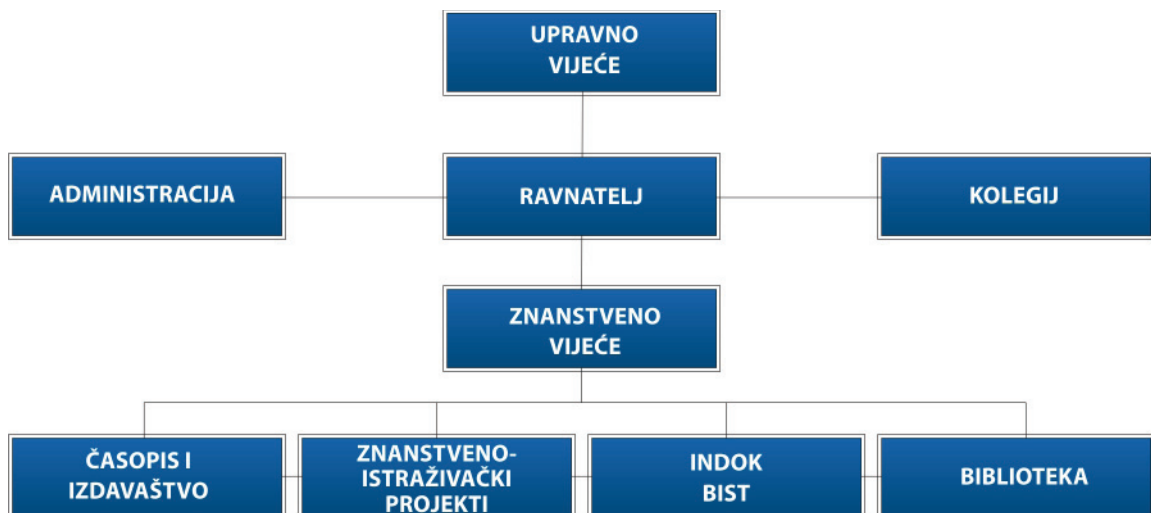 UPRAVNO
VIJEĆE
ADMINISTRACIJA
RAVNATELJ
KOLEGIJ
ZNANSTVENO
VIJEĆE
ČASOPIS I
IZDAVAŠTVO
ZNANSTVENO-
ISTRAŽIVAČKI
PROJEKTI
INDOK
BIST
BIBLIOTEKA